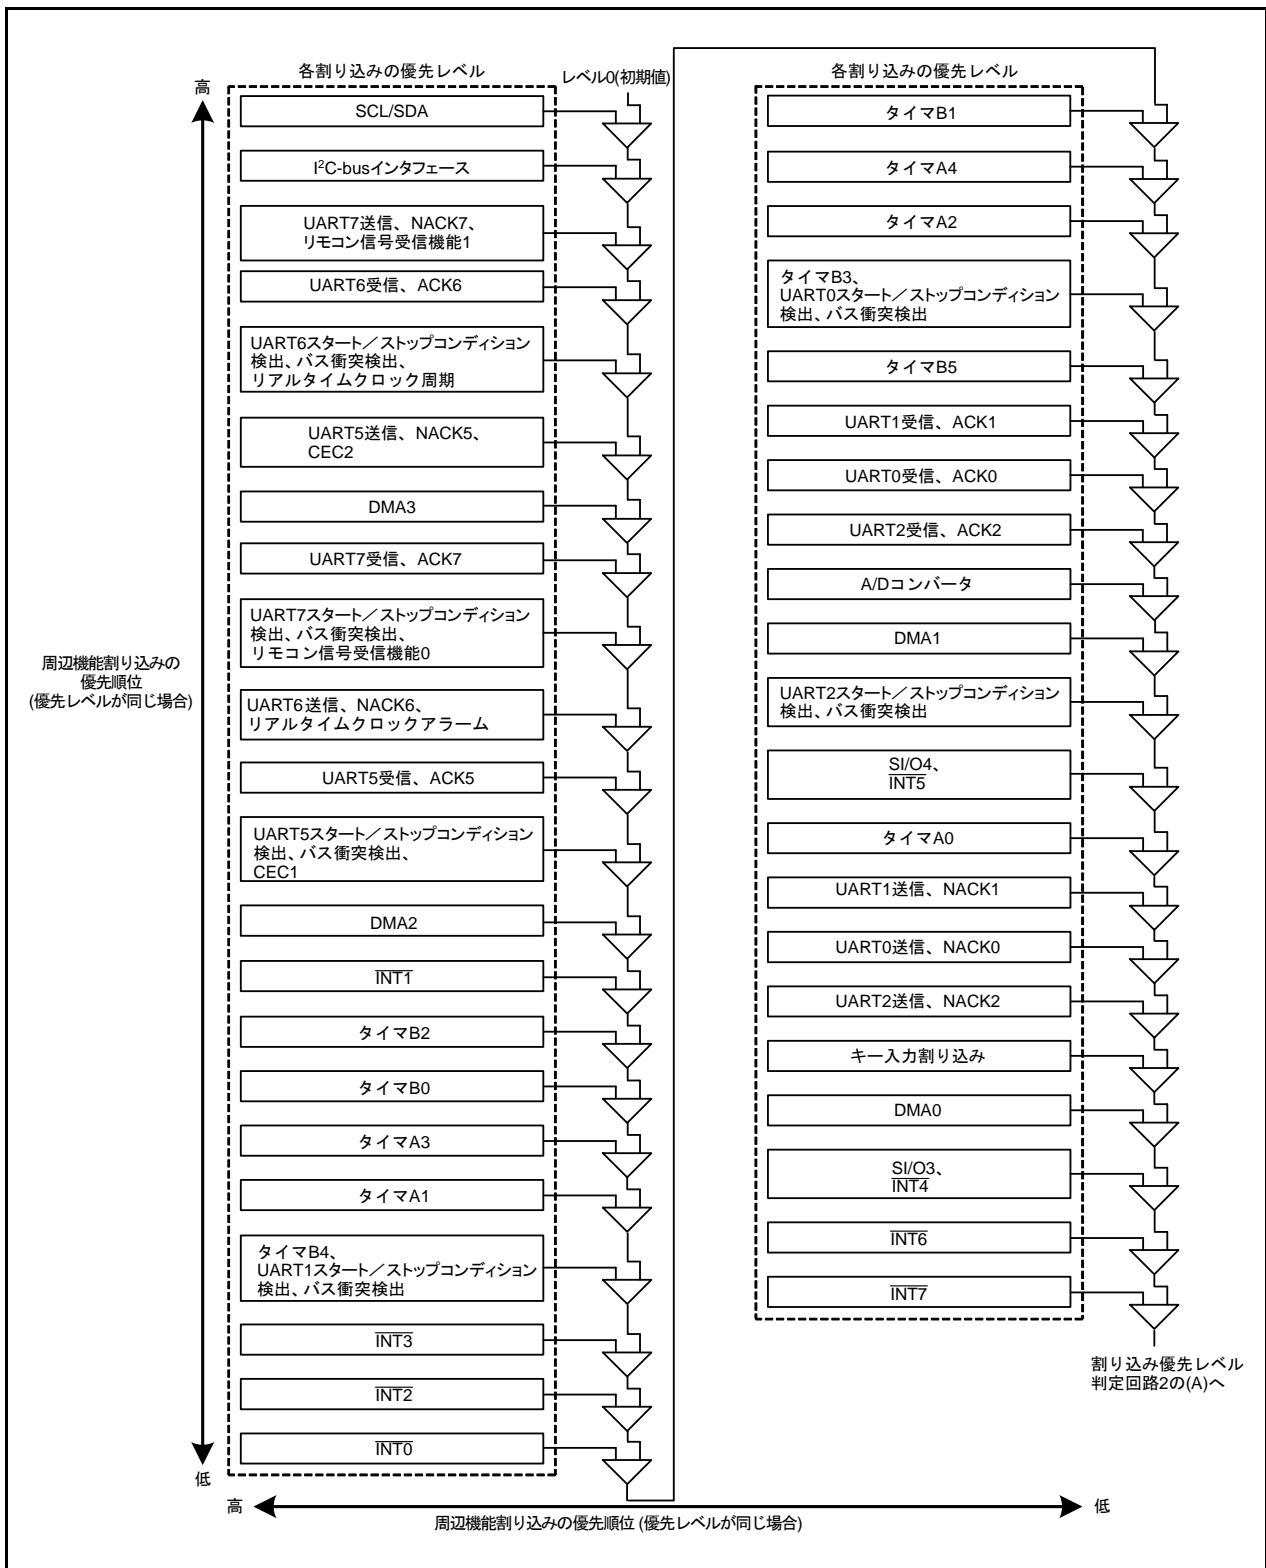 各割り込みの優先レベル
レベル0(初期値)
高
SCL/SDA
I²C-busインタフェース
UART7送信、NACK7、
リモコン信号受信機能1
UART6受信、ACK6
UART6スタート／ストップコンディション
検出、バス衝突検出、
リアルタイムクロック周期
UART5送信、NACK5、
CEC2
DMA3
UART7受信、ACK7
UART7スタート／ストップコンディション
検出、バス衝突検出、
リモコン信号受信機能0
UART6送信、NACK6、
リアルタイムクロックアラーム
UART5受信、ACK5
UART5スタート／ストップコンディション
検出、バス衝突検出、
CEC1
DMA2
INT1
タイマB2
タイマB0
タイマA3
タイマA1
タイマB4、
UART1スタート／ストップコンディション
検出、バス衝突検出
INT3
INT2
INT0
周辺機能割り込みの
優先順位
(優先レベルが同じ場合)
低
各割り込みの優先レベル
タイマB1
タイマA4
タイマA2
タイマB3、
UART0スタート／ストップコンディション
検出、バス衝突検出
タイマB5
UART1受信、ACK1
UART0受信、ACK0
UART2受信、ACK2
A/Dコンバータ
DMA1
UART2スタート／ストップコンディション
検出、バス衝突検出
SI/O4、
INT5
タイマA0
UART1送信、NACK1
UART0送信、NACK0
UART2送信、NACK2
キー入力割り込み
DMA0
SI/O3、
INT4
INT6
INT7
割り込み優先レベル
判定回路2の(A)へ
高
低
周辺機能割り込みの優先順位 (優先レベルが同じ場合)